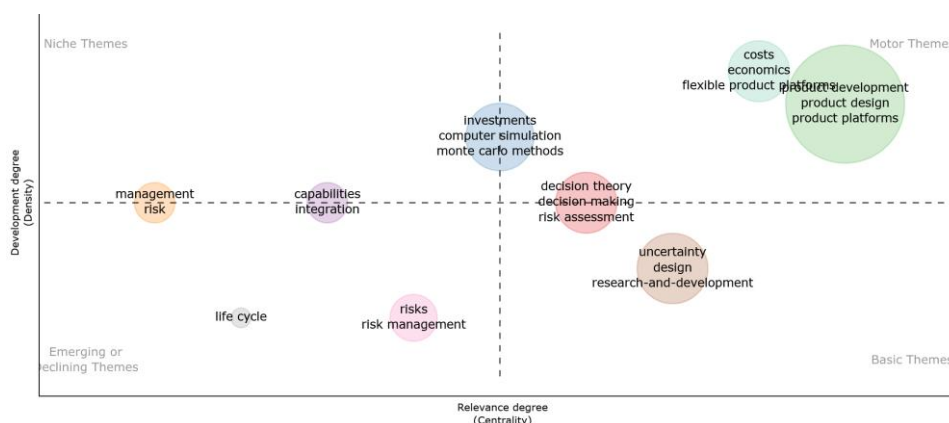 Niche Themes
Motor Theme
costs
economics
flexible product platforms
product development
product design
product platforms
investments
computer simulation
monte carlo methods
management
risk
capabilities
integration
decision theory
decision making
risk assessment
uncertainty
design
research-and-development
life cycle
risks
risk management
Emerging or
Declining Themes
Basic Themes
Development degree
(Density)
Relevance degree
(Centrality)